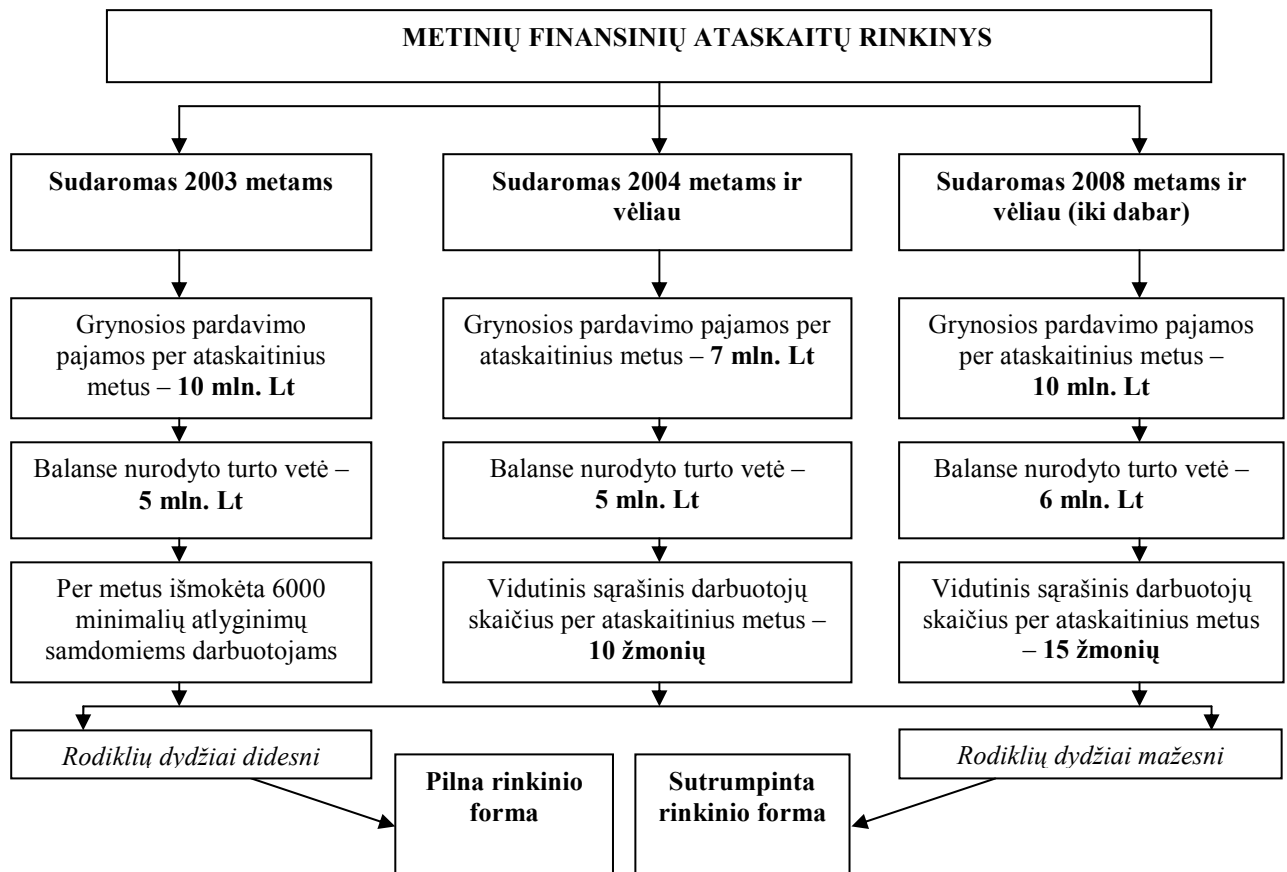 METINIŲ FINANSINIŲ ATASKAITŲ RINKINYS
Sudaromas 2003 metams
Sudaromas 2004 metams ir
vėliau
Sudaromas 2008 metams ir
vėliau (iki dabar)
Grynosios pardavimo
pajamos per ataskaitinius
metus – 10 mln. Lt
Grynosios pardavimo pajamos per
ataskaitinius metus – 7 mln. Lt
Grynosios pardavimo pajamos
per ataskaitinius metus –
10 mln. Lt
Balanse nurodyto turto vetė –
5 mln. Lt
Balanse nurodyto turto vetė –
5 mln. Lt
Balanse nurodyto turto vetė –
6 mln. Lt
Per metus išmokėta 6000
minimalių atlyginimų
samdomiems darbuotojams
Vidutinis sąrašinis darbuotojų
skaičius per ataskaitinius metus –
10 žmonių
Vidutinis sąrašinis darbuotojų
skaičius per ataskaitinius metus
– 15 žmonių
Rodiklių dydžiai didesni
Rodiklių dydžiai mažesni
Pilna rinkinio
forma
Sutrumpinta
rinkinio forma